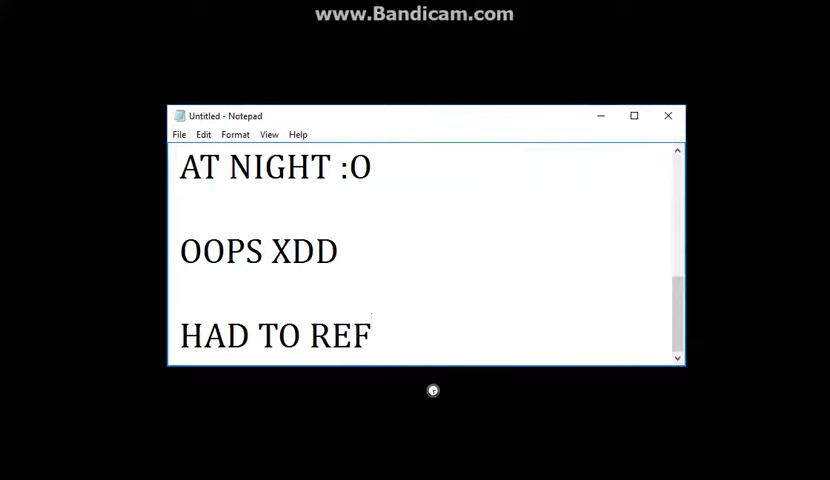 www.Bandicam.com
Untitled - Notepad
File Edit Format View Help
AT NIGHT :O
OOPS XDD
HAD TO REF